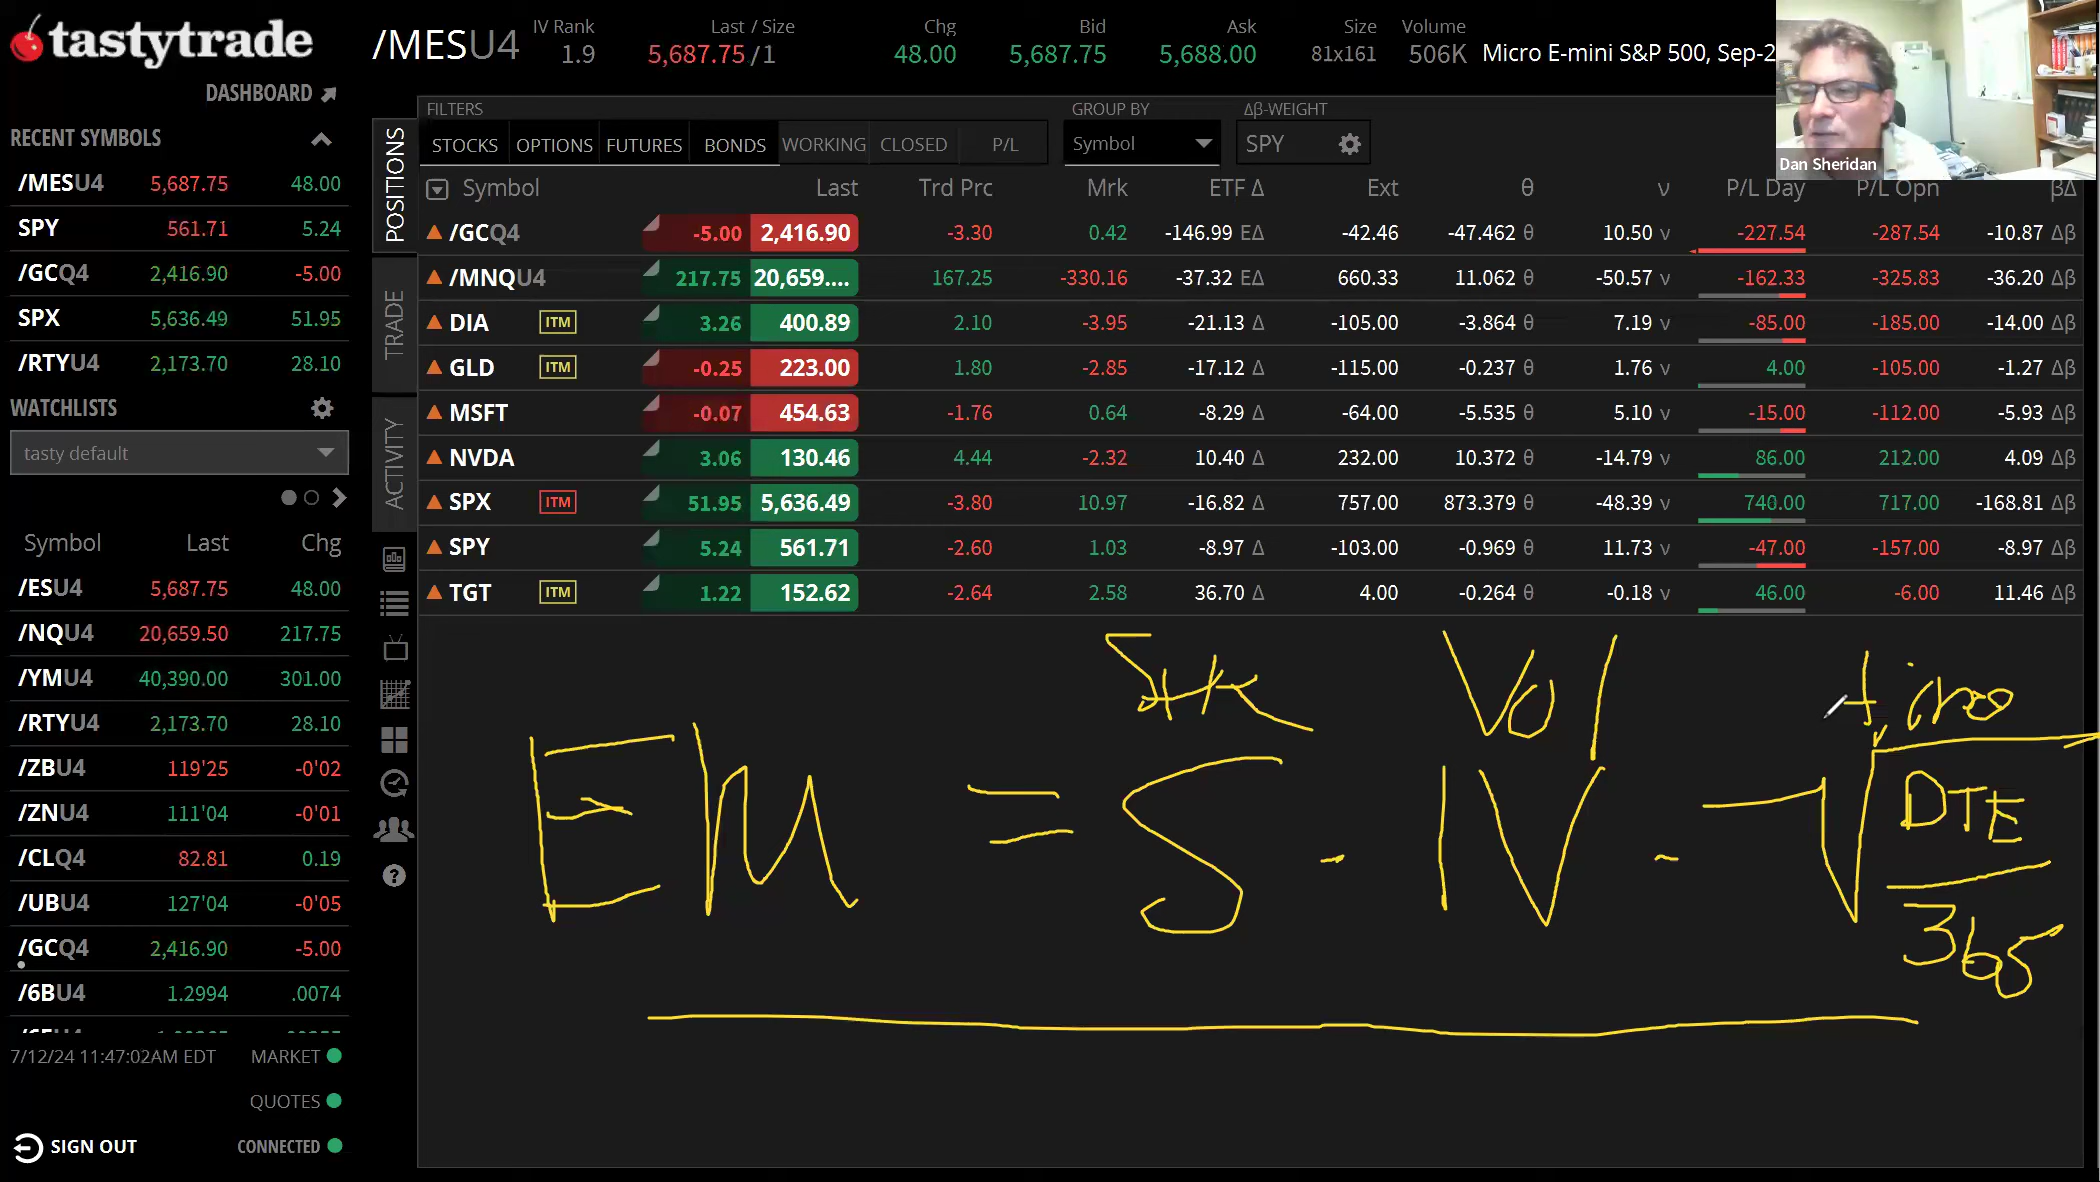 tastytrade
DASHBOARD
RECENT SYMBOLS
/MESU4 5,687.75 48.00
SPY 561.71 5.24
/GCQ4 2,416.90 -5.00
SPX 5,636.49 51.95
/RTYU4 2,173.70 28.10
WATCHLISTS
tasty default
Symbol Last Chg
/ESU4 5,687.75 48.00
/NQU4 20,659.50 217.75
/YMU4 40,390.00 301.00
/RTYU4 2,173.70 28.10
/ZBU4 119'25 -0'02
/ZNU4 111'04 -0'01
/CLQ4 82.81 0.19
/UBU4 127'04 -0'05
/GCQ4 2,416.90 -5.00
/6BU4 1.2994 .0074
7/12/24 11:47:02AM EDT MARKET
QUOTES
SIGN OUT CONNECTED
/MESU4
IV Rank Last / Size Chg Bid Ask Size Volume
1.9 5,687.75 /1 48.00 5,687.75 5,688.00 81x161 506K Micro E-mini S&P 500, Sep-2
Dan Sheridan
POSITIONS
TRADE
ACTIVITY
FILTERS GROUP BY Δβ-WEIGHT
STOCKS OPTIONS FUTURES BONDS WORKING CLOSED P/L Symbol SPY
Symbol Last Trd Prc Mrk ETF Δ Ext θ ν P/L Day P/L Opn βΔ
/GCQ4 -5.00 2,416.90 -3.30 0.42 -146.99 EΔ -42.46 -47.462 θ 10.50 ν -227.54 -287.54 -10.87 Δβ
/MNQU4 217.75 20,659.... 167.25 -330.16 -37.32 EΔ 660.33 11.062 θ -50.57 ν -162.33 -325.83 -36.20 Δβ
DIA ITM 3.26 400.89 2.10 -3.95 -21.13 Δ -105.00 -3.864 θ 7.19 ν -85.00 -185.00 -14.00 Δβ
GLD ITM -0.25 223.00 1.80 -2.85 -17.12 Δ -115.00 -0.237 θ 1.76 ν 4.00 -105.00 -1.27 Δβ
MSFT -0.07 454.63 -1.76 0.64 -8.29 Δ -64.00 -5.535 θ 5.10 ν -15.00 -112.00 -5.93 Δβ
NVDA 3.06 130.46 4.44 -2.32 10.40 Δ 232.00 10.372 θ -14.79 ν 86.00 212.00 4.09 Δβ
SPX ITM 51.95 5,636.49 -3.80 10.97 -16.82 Δ 757.00 873.379 θ -48.39 ν 740.00 717.00 -168.81 Δβ
SPY 5.24 561.71 -2.60 1.03 -8.97 Δ -103.00 -0.969 θ 11.73 ν -47.00 -157.00 -8.97 Δβ
TGT ITM 1.22 152.62 -2.64 2.58 36.70 Δ 4.00 -0.264 θ -0.18 ν 46.00 -6.00 11.46 Δβ
Vol
EM = S - IV - √ DTE
365